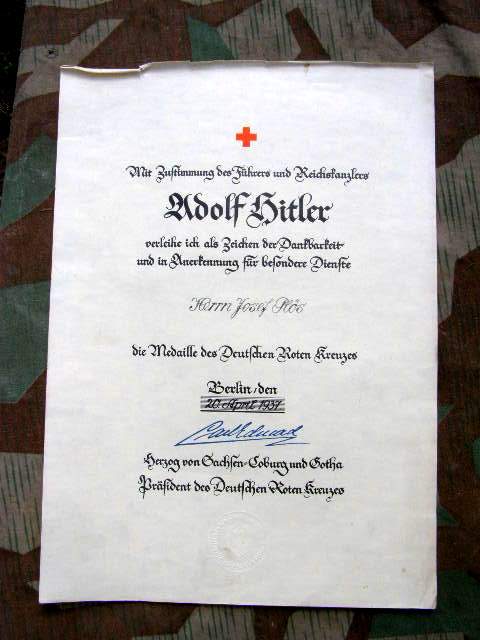 Mit Zustimmung des Führers und Reichskanzlers
Adolf Hitler
verleihe ich als Zeichen der Dankbarkeit
und in Anerkennung für besondere Dienste
Herrn Josef
die Medaille des Deutschen Roten Kreuzes
Berlin, den
20. April 1937
Carl Eduard
Herzog von Sachsen-Coburg und Gotha
Präsident des Deutschen Roten Kreuzes